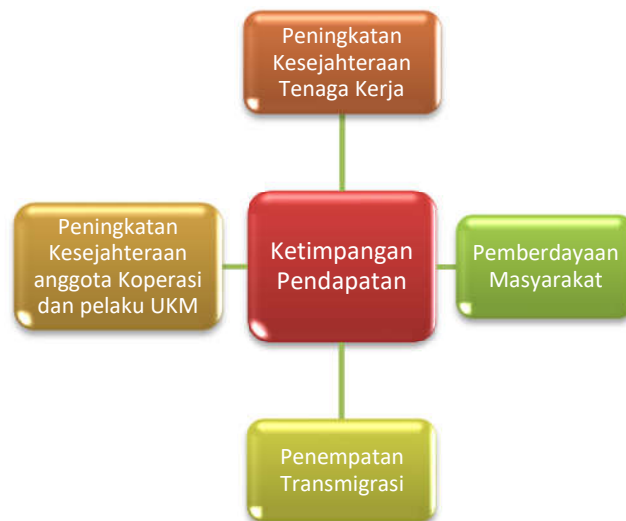 Peningkatan
Kesejahteraan
Tenaga Kerja
Peningkatan
Kesejahteraan
anggota Koperasi
dan pelaku UKM
Ketimpangan
Pendapatan
Pemberdayaan
Masyarakat
Penempatan
Transmigrasi